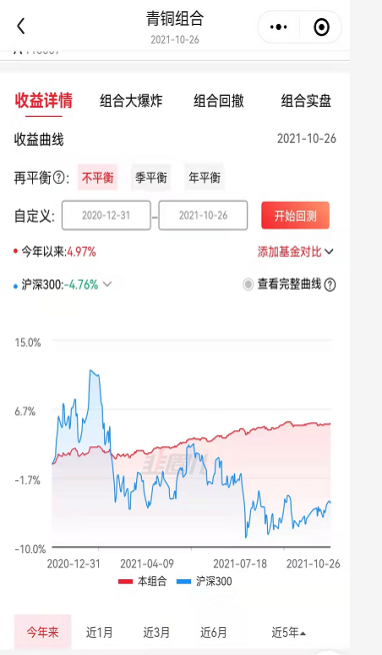 青铜组合
2021-10-26
收益详情 组合大爆炸 组合回撤 组合实盘
收益曲线 2021-10-26
再平衡?: 不平衡 季平衡 年平衡
自定义: 2020-12-31 - 2021-10-26 开始回测
今年以来:4.97% 添加基金对比
沪深300:-4.76% 查看完整曲线?
15.0%
6.7%
-1.7%
-10.0%
2020-12-31 2021-04-09 2021-07-18 2021-10-26
本组合 沪深300
今年来 近1月 近3月 近6月 近5年